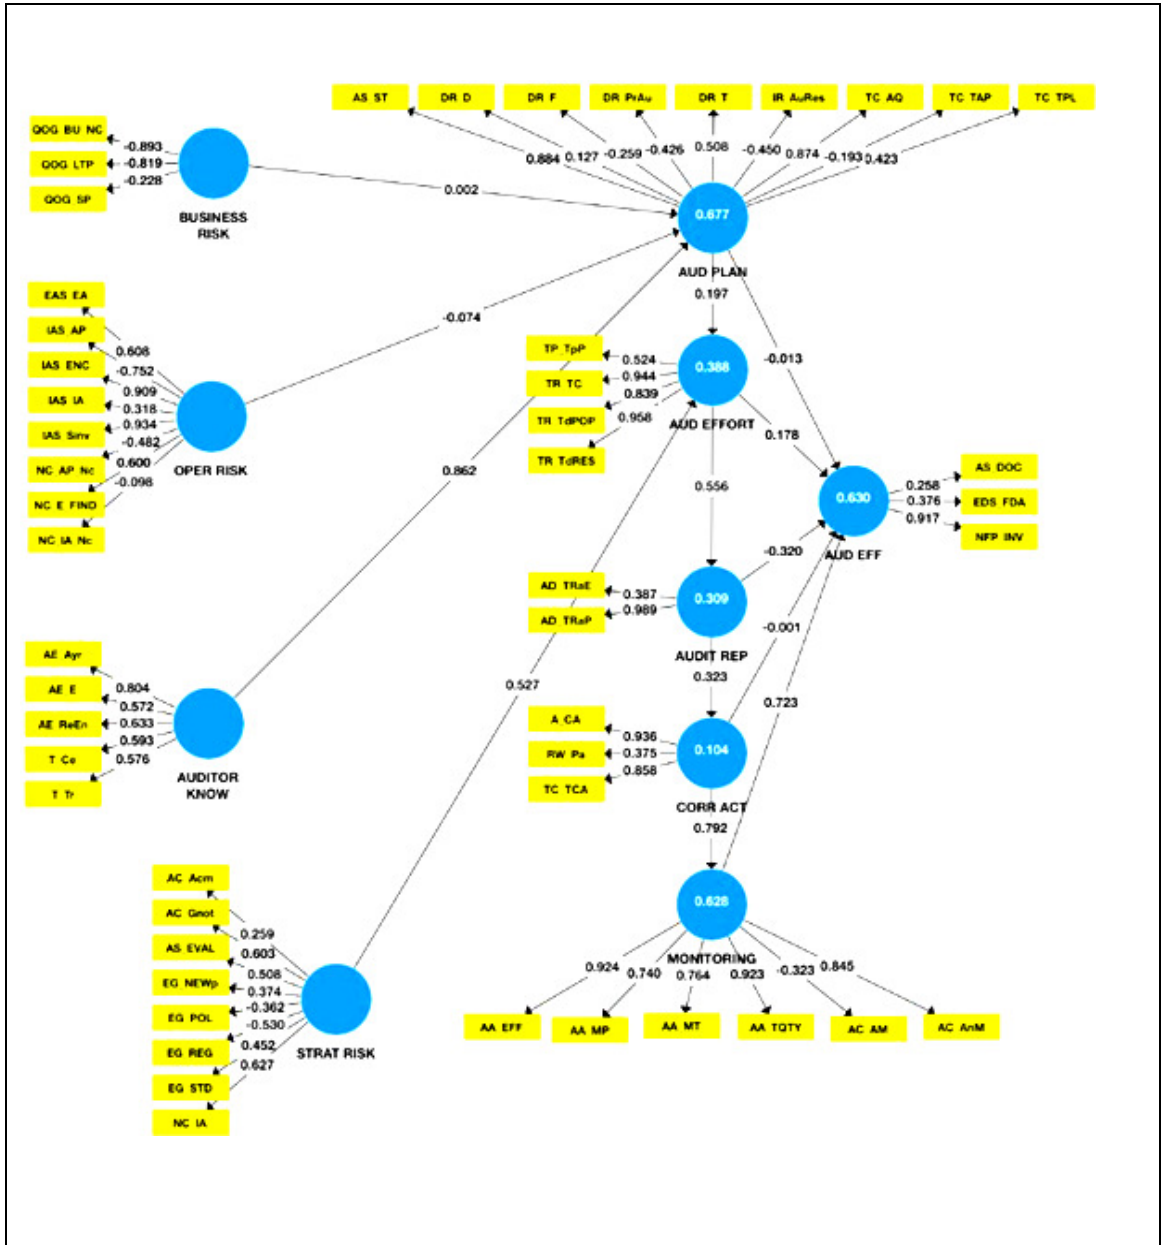 AS ST
DR D
DR F
DR PrAu
DR T
IR AuRes
TC AQ
TC TAP
TC TPL
0.884
0.127
-0.259
-0.426
0.508
-0.450
0.874
-0.193
0.423
QOG BU NC
QOG LTP
QOG SP
-0.893
-0.819
-0.228
BUSINESS
RISK
0.002
0.677
AUD PLAN
0.197
-0.013
EAS EA
IAS AP
IAS ENC
IAS IA
IAS Sinv
NC AP Nc
NC E FIND
NC IA Nc
0.608
-0.752
0.909
0.318
0.934
-0.482
0.600
-0.098
OPER RISK
-0.074
TP TpP
TR TC
TR TdPOP
TR TdRES
0.524
0.944
0.839
0.958
0.388
AUD EFFORT
0.178
0.556
0.862
0.630
AUD EFF
AS DOC
EDS FDA
NFP INV
0.258
0.376
0.917
AD TRaE
AD TRaP
0.387
0.989
0.309
AUDIT REP
-0.320
0.323
-0.001
0.723
0.527
AE Ayr
AE E
AE ReEn
T Ce
T Tr
0.804
0.572
0.633
0.593
0.576
AUDITOR
KNOW
A CA
RW Pa
TC TCA
0.936
0.375
0.858
0.104
CORR ACT
0.792
AC Acm
AC Gnot
AS EVAL
EG NEWp
EG POL
EG REG
EG STD
NC IA
0.259
0.603
0.508
0.374
-0.362
-0.530
0.452
0.627
STRAT RISK
0.628
MONITORING
0.924
0.740
0.764
0.923
-0.323
0.845
AA EFF
AA MP
AA MT
AA TQTY
AC AM
AC AnM